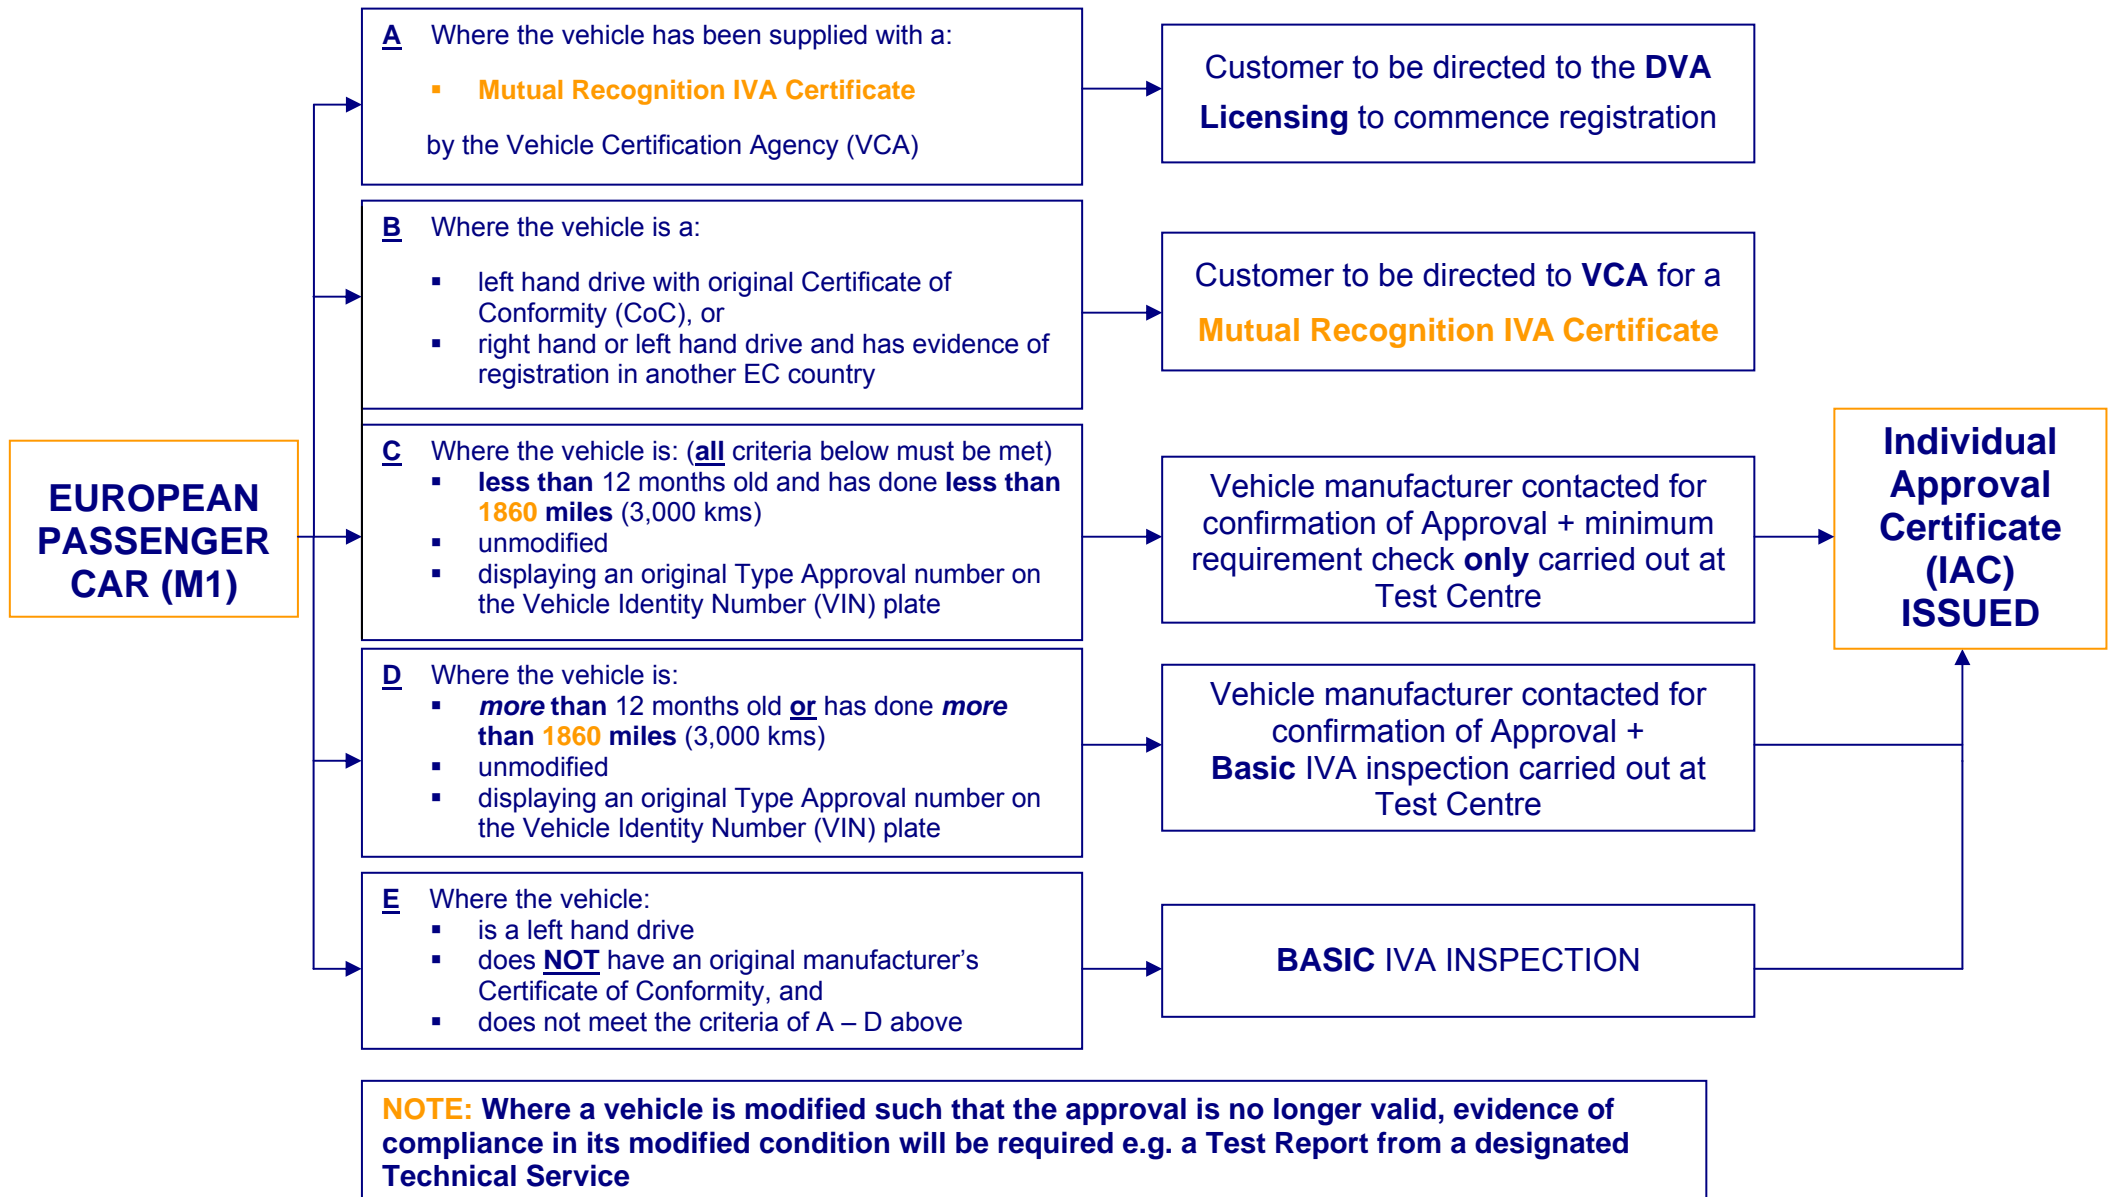 EUROPEAN
PASSENGER
CAR (M1)
A Where the vehicle has been supplied with a:
▪ Mutual Recognition IVA Certificate
by the Vehicle Certification Agency (VCA)
Customer to be directed to the DVA
Licensing to commence registration
B Where the vehicle is a:
▪ left hand drive with original Certificate of
Conformity (CoC), or
▪ right hand or left hand drive and has evidence of
registration in another EC country
Customer to be directed to VCA for a
Mutual Recognition IVA Certificate
C Where the vehicle is: (all criteria below must be met)
▪ less than 12 months old and has done less than
1860 miles (3,000 kms)
▪ unmodified
▪ displaying an original Type Approval number on
the Vehicle Identity Number (VIN) plate
Vehicle manufacturer contacted for
confirmation of Approval + minimum
requirement check only carried out at
Test Centre
Individual
Approval
Certificate
(IAC)
ISSUED
D Where the vehicle is:
▪ more than 12 months old or has done more
than 1860 miles (3,000 kms)
▪ unmodified
▪ displaying an original Type Approval number on
the Vehicle Identity Number (VIN) plate
Vehicle manufacturer contacted for
confirmation of Approval +
Basic IVA inspection carried out at
Test Centre
E Where the vehicle:
▪ is a left hand drive
▪ does NOT have an original manufacturer’s
Certificate of Conformity, and
▪ does not meet the criteria of A – D above
BASIC IVA INSPECTION
NOTE: Where a vehicle is modified such that the approval is no longer valid, evidence of
compliance in its modified condition will be required e.g. a Test Report from a designated
Technical Service